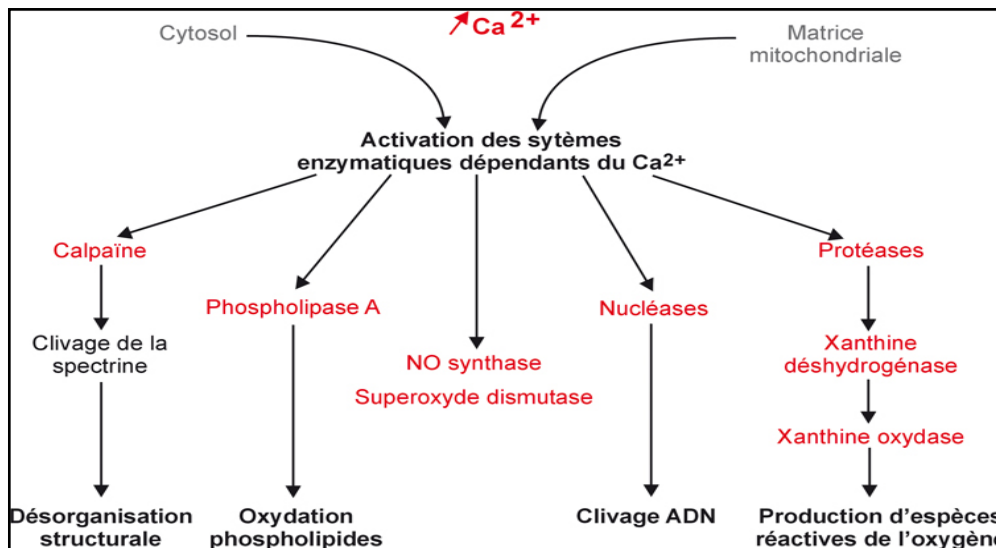 Cytosol
↗Ca 2+
Matrice
mitochondriale
Activation des sytèmes
enzymatiques dépendants du Ca2+
Calpaïne
Protéases
Phospholipase A
Nucléases
Clivage de la
spectrine
NO synthase
Superoxyde dismutase
Xanthine
déshydrogénase
Xanthine oxydase
Désorganisation
structurale
Oxydation
phospholipides
Clivage ADN
Production d'espèces
réactives de l'oxygène